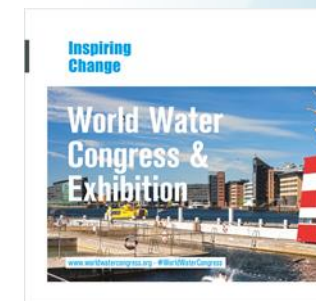 Inspiring
Change
World Water
Congress &
Exhibition
www.worldwatercongress.org - #WorldWaterCongress